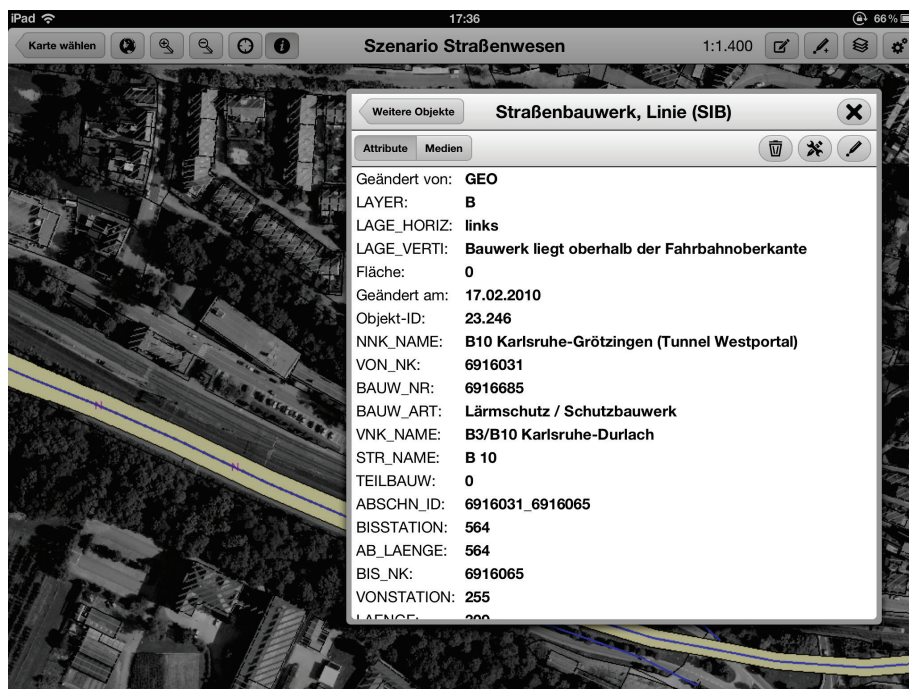 iPad 17:36 66%
Karte wählen Szenario Straßenwesen 1:1.400
Weitere Objekte Straßenbauwerk, Linie (SIB)
Attribute Medien
Geändert von: GEO
LAYER: B
LAGE_HORIZ: links
LAGE_VERTI: Bauwerk liegt oberhalb der Fahrbahnoberkante
Fläche: 0
Geändert am: 17.02.2010
Objekt-ID: 23.246
NNK_NAME: B10 Karlsruhe-Grötzingen (Tunnel Westportal)
VON_NK: 6916031
BAUW_NR: 6916685
BAUW_ART: Lärmschutz / Schutzbauwerk
VNK_NAME: B3/B10 Karlsruhe-Durlach
STR_NAME: B 10
TEILBAUW: 0
ABSCHN_ID: 6916031_6916065
BISSTATION: 564
AB_LAENGE: 564
BIS_NK: 6916065
VONSTATION: 255
LAENGE: